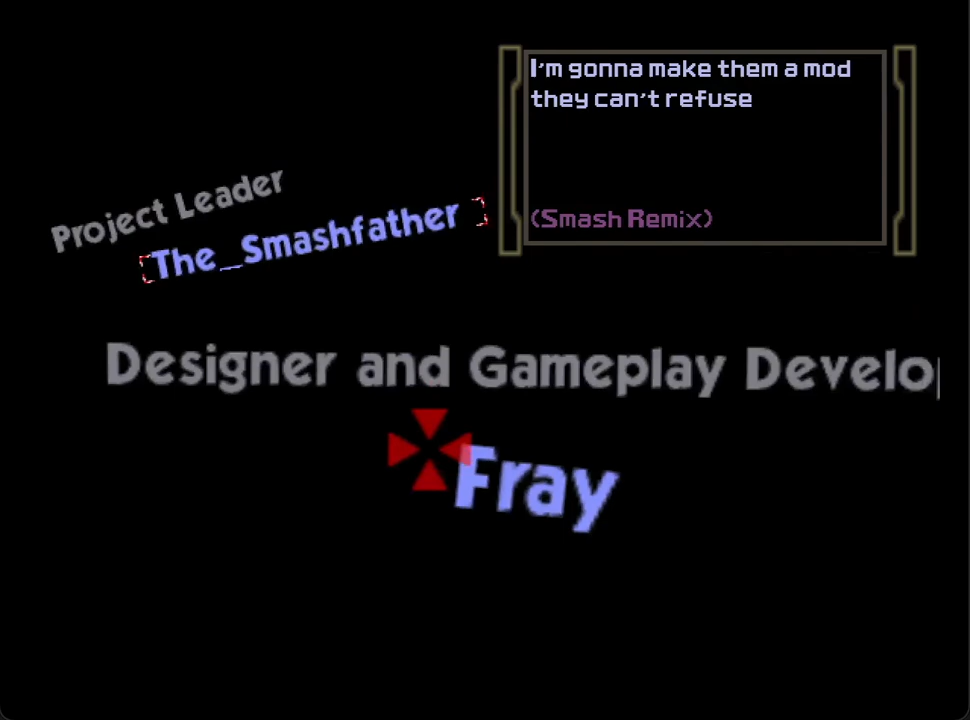 I'm gonna make them a mod
they can't refuse
(Smash Remix)
Project Leader
The_Smashfather
Designer and Gameplay Develo
Fray